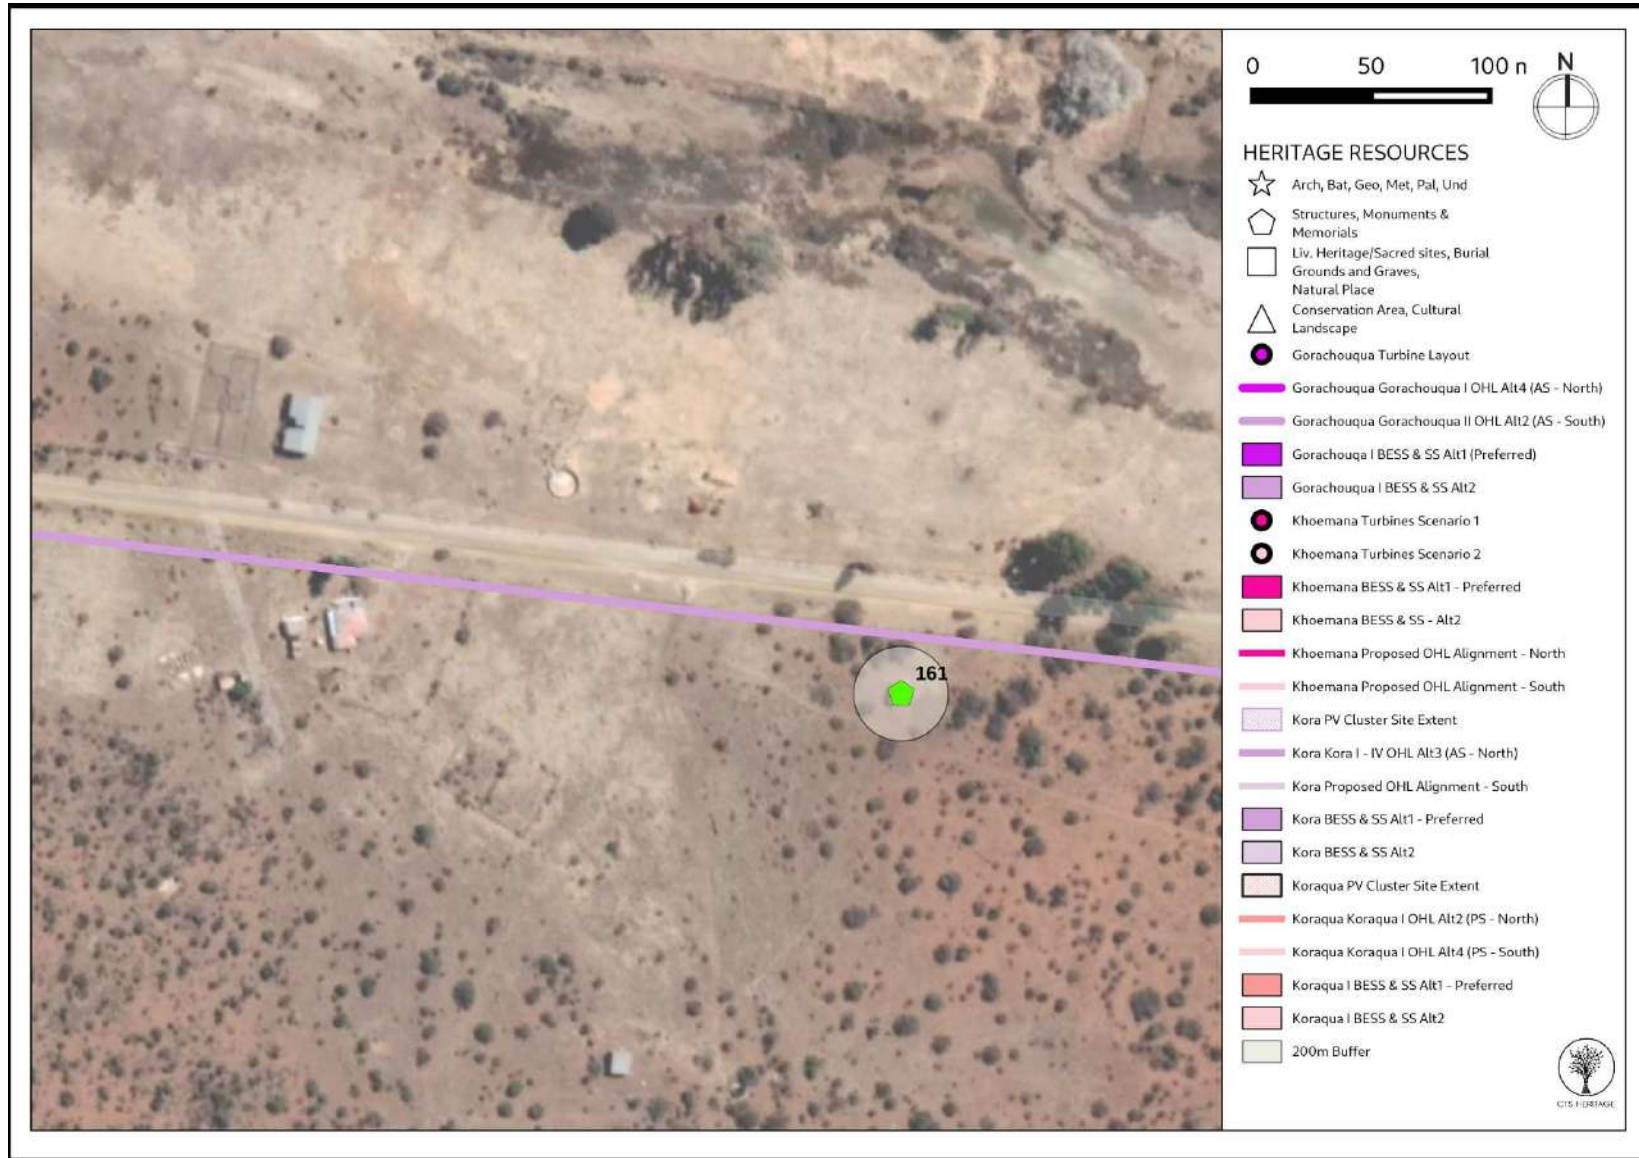 0 50 100 n
N
HERITAGE RESOURCES
Arch, Bat, Geo, Met, Pal, Und
Structures, Monuments &
Memorials
Liv. Heritage/Sacred sites, Burial
Grounds and Graves,
Natural Place
Conservation Area, Cultural
Landscape
Gorachouqua Turbine Layout
Gorachouqua Gorachouqua I OHL Alt4 (AS - North)
Gorachouqua Gorachouqua II OHL Alt2 (AS - South)
Gorachouqa I BESS & SS Alt1 (Preferred)
Gorachouqua I BESS & SS Alt2
Khoemana Turbines Scenario 1
Khoemana Turbines Scenario 2
Khoemana BESS & SS Alt1 - Preferred
Khoemana BESS & SS - Alt2
Khoemana Proposed OHL Alignment - North
Khoemana Proposed OHL Alignment - South
Kora PV Cluster Site Extent
Kora Kora I - IV OHL Alt3 (AS - North)
Kora Proposed OHL Alignment - South
Kora BESS & SS Alt1 - Preferred
Kora BESS & SS Alt2
Koraqua PV Cluster Site Extent
Koraqua Koraqua I OHL Alt2 (PS - North)
Koraqua Koraqua I OHL Alt4 (PS - South)
Koraqua I BESS & SS Alt1 - Preferred
Koraqua I BESS & SS Alt2
200m Buffer
CTS HERITAGE
161